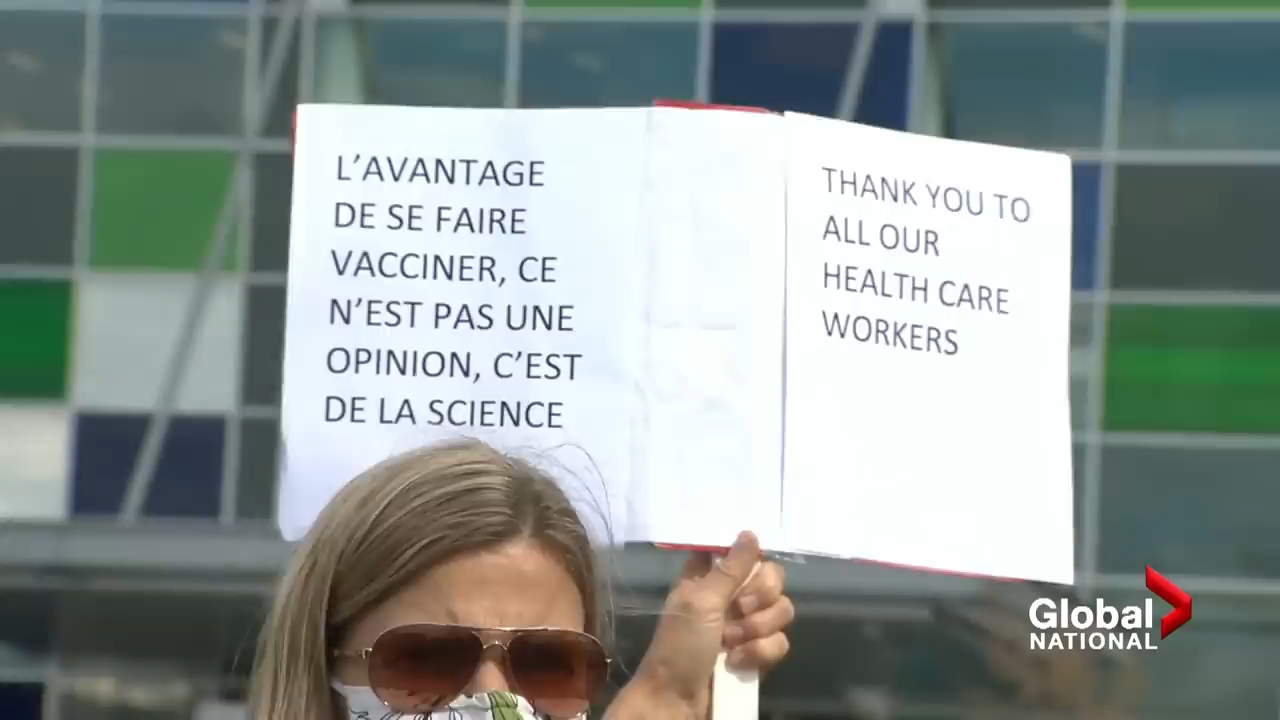 L'AVANTAGE
DE SE FAIRE
VACCINER, CE
N'EST PAS UNE
OPINION, C'EST
DE LA SCIENCE
THANK YOU TO
ALL OUR
HEALTH CARE
WORKERS
Global
NATIONAL